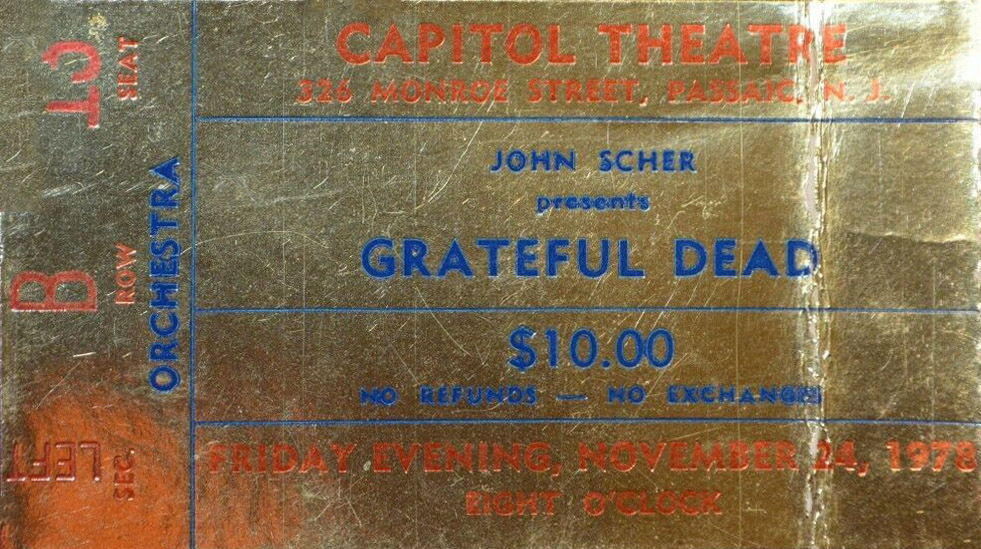 CAPITOL THEATRE
326 MONROE STREET, PASSAIC, N. J.
JOHN SCHER
presents
GRATEFUL DEAD
$10.00
NO REFUNDS — NO EXCHANGES
FRIDAY EVENING, NOVEMBER 24, 1978
EIGHT O'CLOCK
ORCHESTRA
SEC. LEFT
ROW B
SEAT